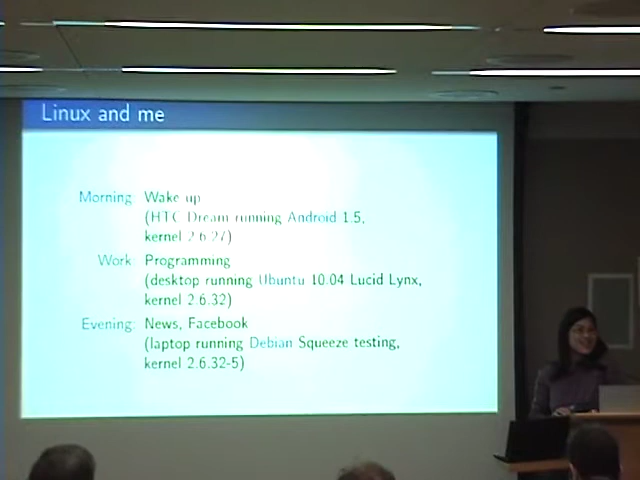 Linux and me
Morning: Wake up
(HTC Dream running Android 1.5,
kernel 2.6.27)
Work: Programming
(desktop running Ubuntu 10.04 Lucid Lynx,
kernel 2.6.32)
Evening: News, Facebook
(laptop running Debian Squeeze testing,
kernel 2.6.32-5)